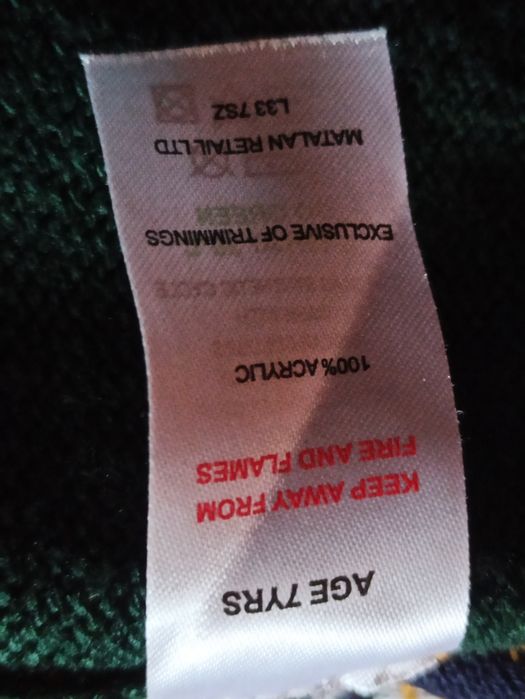 AGE 7YRS
KEEP AWAY FROM
FIRE AND FLAMES
100% ACRYLIC
EXCLUSIVE OF TRIMMINGS
MATALAN RETAIL LTD
L33 7SZ